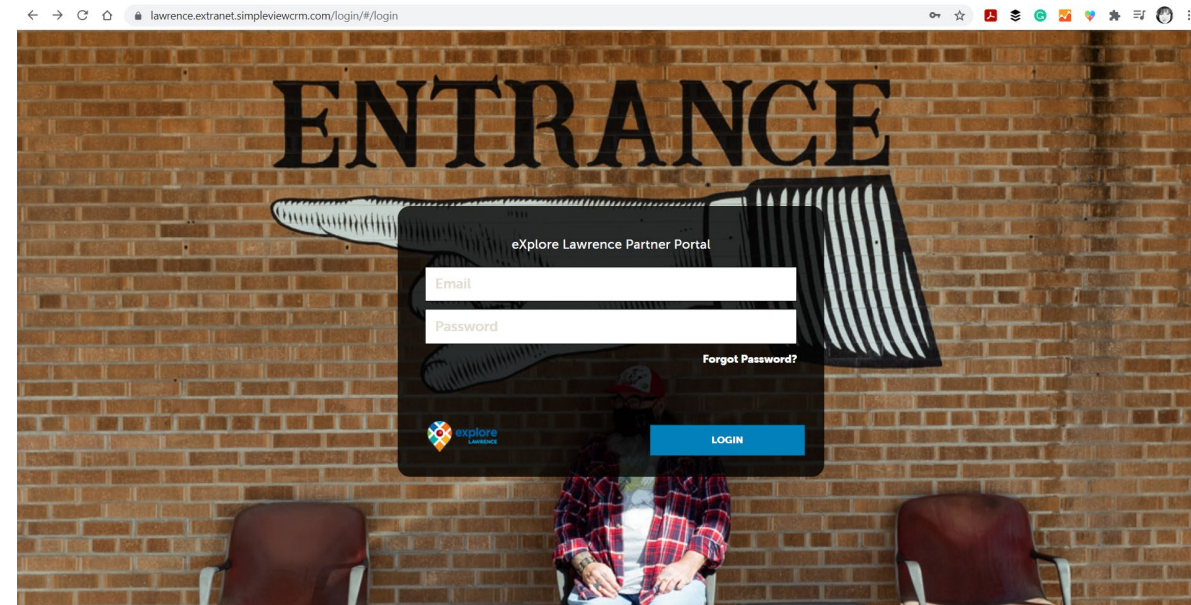 lawrence.extranet.simpleviewcrm.com/login/#/login
ENTRANCE
eXplore Lawrence Partner Portal
Email
Password
Forgot Password?
explore
LAWRENCE
LOGIN